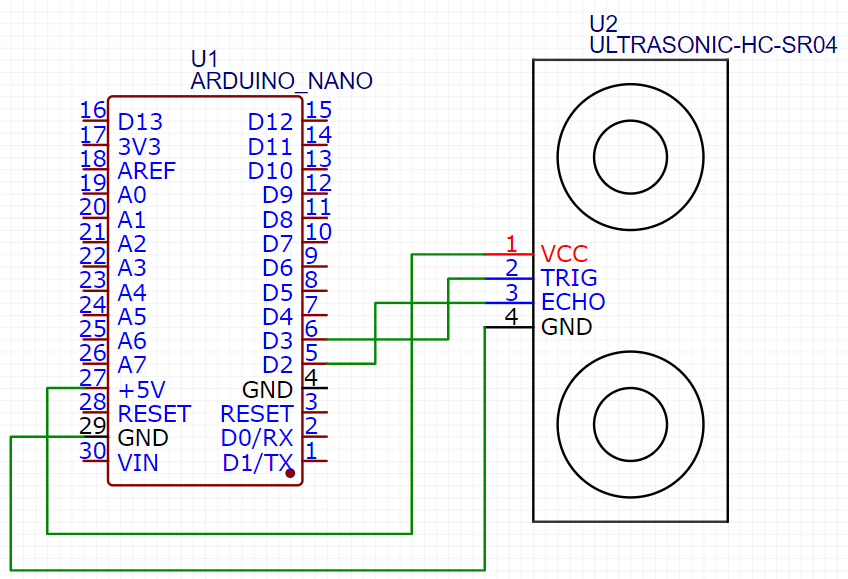 U1
ARDUINO_NANO
16 D13 D12 15
17 3V3 D11 14
18 AREF D10 13
19 A0 D9 12
20 A1 D8 11
21 A2 D7 10
22 A3 D6 9
23 A4 D5 8
24 A5 D4 7
25 A6 D3 6
26 A7 D2 5
27 +5V GND 4
28 RESET RESET 3
29 GND D0/RX 2
30 VIN D1/TX 1
U2
ULTRASONIC-HC-SR04
1 VCC
2 TRIG
3 ECHO
4 GND